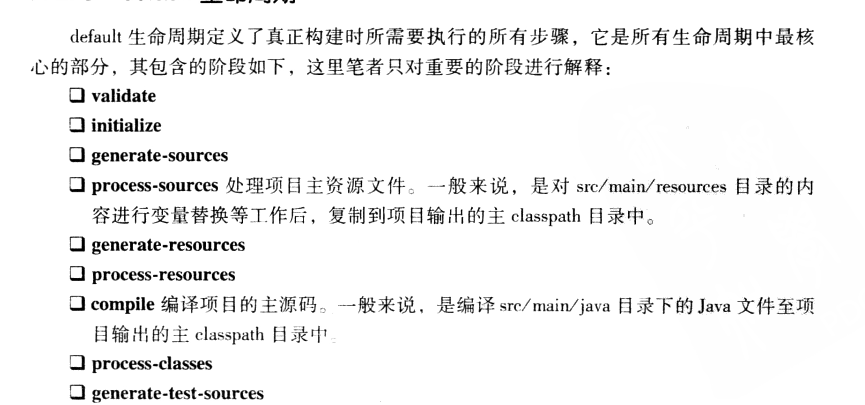 default 生命周期定义了真正构建时所需要执行的所有步骤，它是所有生命周期中最核
心的部分，其包含的阶段如下，这里笔者只对重要的阶段进行解释：
❑ validate
❑ initialize
❑ generate-sources
❑ process-sources 处理项目主资源文件。一般来说，是对 src/main/resources 目录的内
容进行变量替换等工作后，复制到项目输出的主 classpath 目录中。
❑ generate-resources
❑ process-resources
❑ compile 编译项目的主源码。一般来说，是编译 src/main/java 目录下的 Java 文件至项
目输出的主 classpath 目录中。
❑ process-classes
❑ generate-test-sources